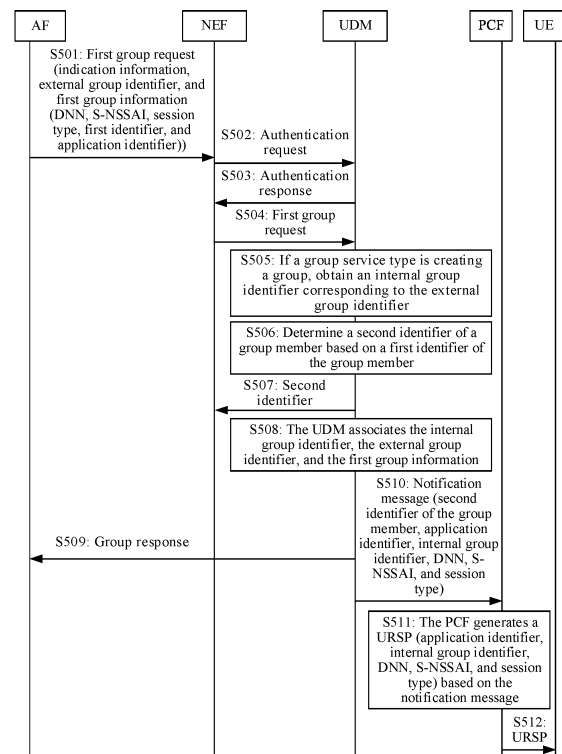 AF
NEF
UDM
PCF
UE
S501: First group request
(indication information,
external group identifier, and
first group information
(DNN, S-NSSAI, session
type, first identifier, and
application identifier))
S502: Authentication
request
S503: Authentication
response
S504: First group
request
S505: If a group service type is creating
a group, obtain an internal group
identifier corresponding to the external
group identifier
S506: Determine a second identifier of a
group member based on a first identifier of
the group member
S507: Second
identifier
S508: The UDM associates the internal
group identifier, the external group
identifier, and the first group information
S509: Group response
S510: Notification
message (second
identifier of the group
member, application
identifier, internal group
identifier, DNN, S-
NSSAI, and session
type)
S511: The PCF generates a
URSP (application identifier,
internal group identifier,
DNN, S-NSSAI, and session
type) based on the
notification message
S512:
URSP